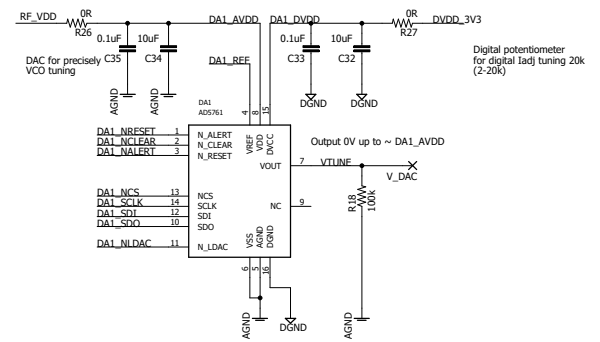 RF_VDD
0R
R26
DA1_AVDD
DA1_DVDD
0R
R27
DVDD_3V3
0.1uF
C35
10uF
C34
0.1uF
C33
10uF
C32
DAC for precisely
VCO tuning
Digital potentiometer
for digital Iadj tuning 20k
(2-20k)
AGND
AGND
DA1_REF
DGND
DGND
DA1
AD5761
4
8
15
VREF
VDD
DVCC
DA1_NRESET 1 N_ALERT
DA1_NCLEAR 2 N_CLEAR
DA1_NALERT 3 N_RESET
Output 0V up to ~ DA1_AVDD
VOUT 7 VTUNE
V_DAC
DA1_NCS 13 NCS
DA1_SCLK 14 SCLK
DA1_SDI 12 SDI
DA1_SDO 10 SDO
NC 9
R18
100k
DA1_NLDAC 11 N_LDAC
VSS
AGND
DGND
6
5
16
AGND
DGND
AGND